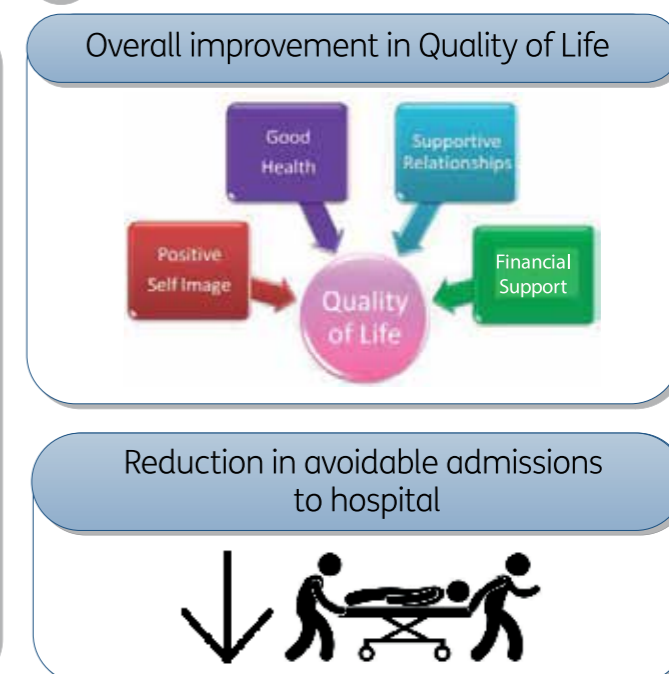 Overall improvement in Quality of Life
Good
Health
Supportive
Relationships
Positive
Self Image
Financial
Support
Quality
of Life
Reduction in avoidable admissions
to hospital